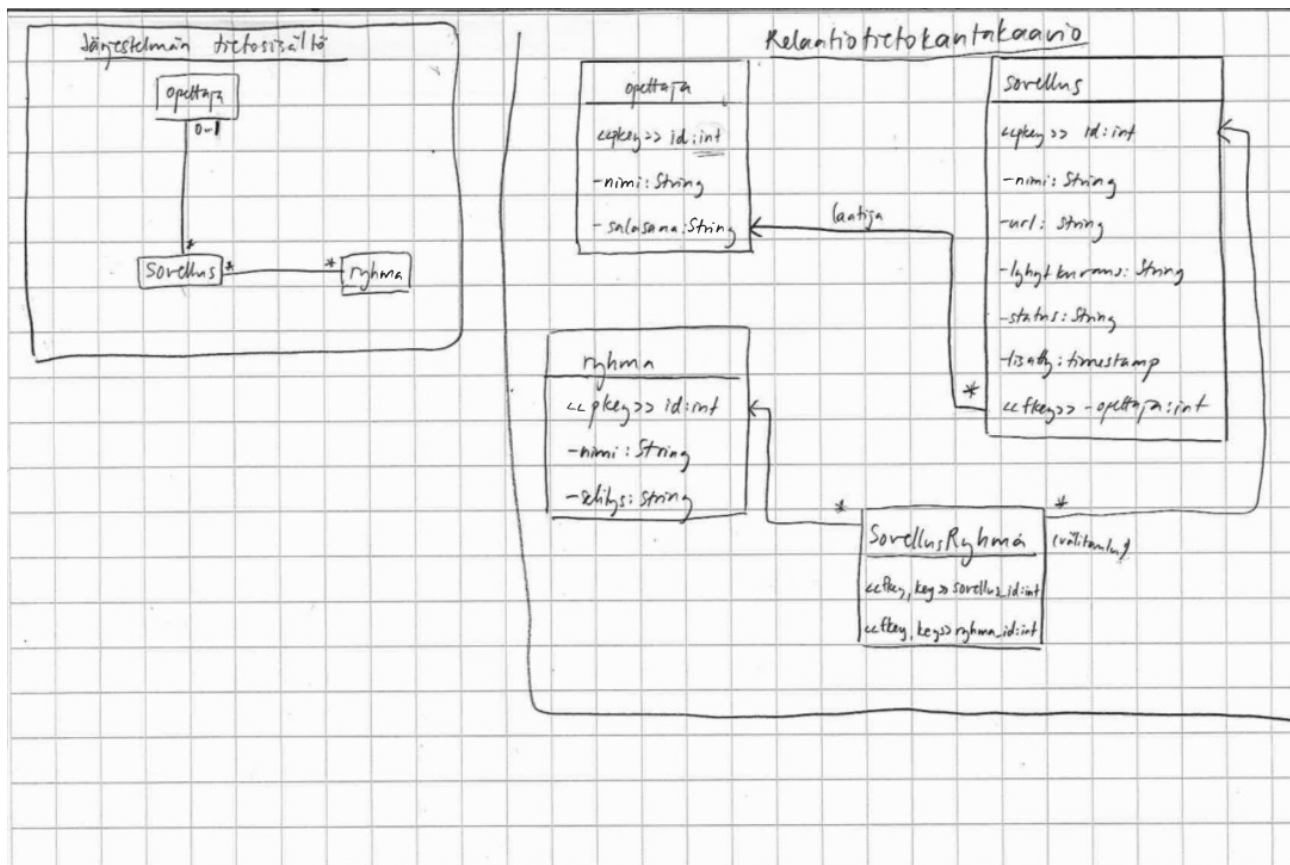 Järjestelmän tietosisältö
opettaja
0-1
*
Sovellus
*
*
ryhma
Relaatiotietokantakaavio
opettaja
<<pkey>> id:int
-nimi: String
-salasana: String
laatija
Sovellus
<<pkey>> id:int
-nimi: String
-url: String
-lyhytkuvaus: String
-status: String
-lisatty: timestamp
*
<<fkey>> -opettaja:int
ryhma
<<pkey>> id:int
-nimi: String
-selitys: String
*
*
SovellusRyhmä
(välitaulu)
<<fkey, key>> sovellus_id:int
<<fkey, key>> ryhma_id:int